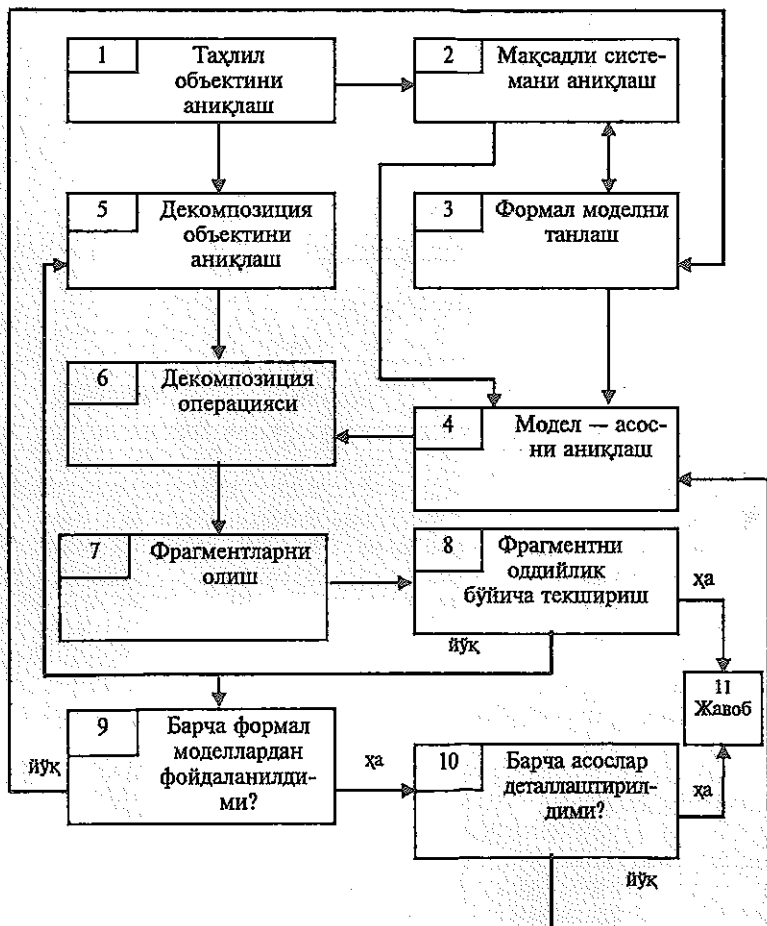 1
Таҳлил
объектини
аниқлаш
2
Мақсадли систе-
мани аниқлаш
5
Декомпозиция
объектини
аниқлаш
3
Формал моделни
танлаш
6
Декомпозиция
операцияси
4
Модел — асос-
ни аниқлаш
7
Фрагментларни
олиш
8
Фрагментни
оддийлик
бўйича текшириш
ҳа
йўқ
11
Жавоб
9
Барча формал
моделлардан
фойдаланилди-
ми?
йўқ
ҳа
10
Барча асослар
деталлаштирил-
дими?
ҳа
йўқ